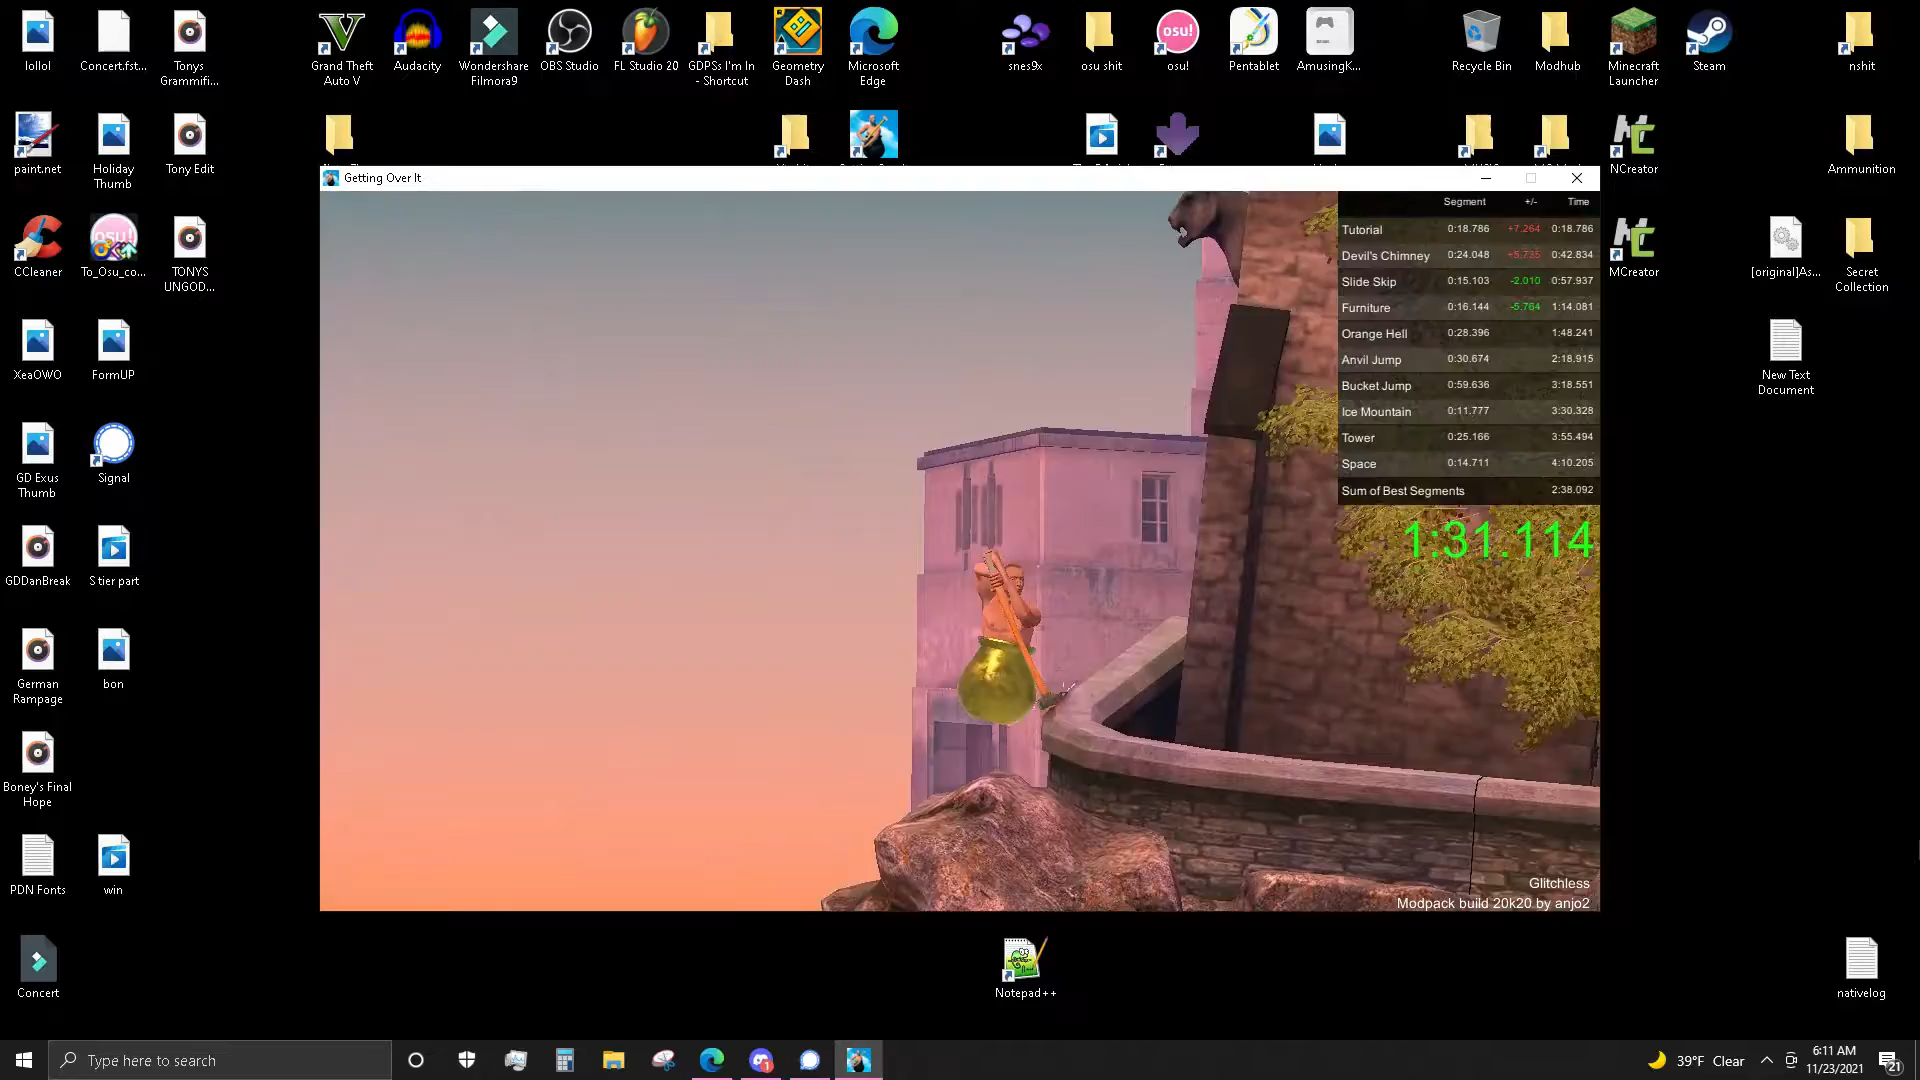 lollol
Concert.fst...
Tonys
Grammifi...
Grand Theft
Auto V
Audacity
Wondershare
Filmora9
OBS Studio
FL Studio 20
GDPSs I'm In
- Shortcut
Geometry
Dash
Microsoft
Edge
snes9x
osu shit
osu!
osu!
Pentablet
AmusingK...
Recycle Bin
Modhub
Minecraft
Launcher
Steam
nshit
paint.net
Holiday
Thumb
Tony Edit
NCreator
Ammunition
Getting Over It
CCleaner
osu!
To_Osu_co...
TONYS
UNGOD...
MCreator
[original]As...
Secret
Collection
Segment +/- Time
Tutorial 0:18.786 +7.264 0:18.786
Devil's Chimney 0:24.048 +5.735 0:42.834
Slide Skip 0:15.103 -2.010 0:57.937
Furniture 0:16.144 -5.764 1:14.081
Orange Hell 0:28.396 1:48.241
Anvil Jump 0:30.674 2:18.915
Bucket Jump 0:59.636 3:18.551
Ice Mountain 0:11.777 3:30.328
Tower 0:25.166 3:55.494
Space 0:14.711 4:10.205
Sum of Best Segments 2:38.092
1:31.114
XeaOWO
FormUP
New Text
Document
GD Exus
Thumb
Signal
GDDanBreak
S tier part
German
Rampage
bon
Boney's Final
Hope
PDN Fonts
win
Glitchless
Modpack build 20k20 by anjo2
Concert
Notepad++
nativelog
Type here to search
1
39°F Clear
6:11 AM
11/23/2021
21